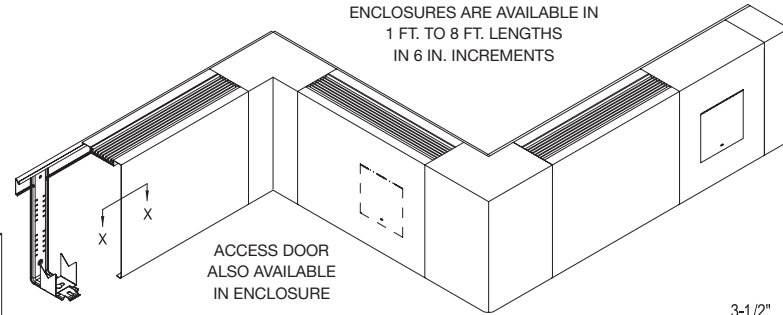 ENCLOSURES ARE AVAILABLE IN
1 FT. TO 8 FT. LENGTHS
IN 6 IN. INCREMENTS
X
X
ACCESS DOOR
ALSO AVAILABLE
IN ENCLOSURE
3-1/2"